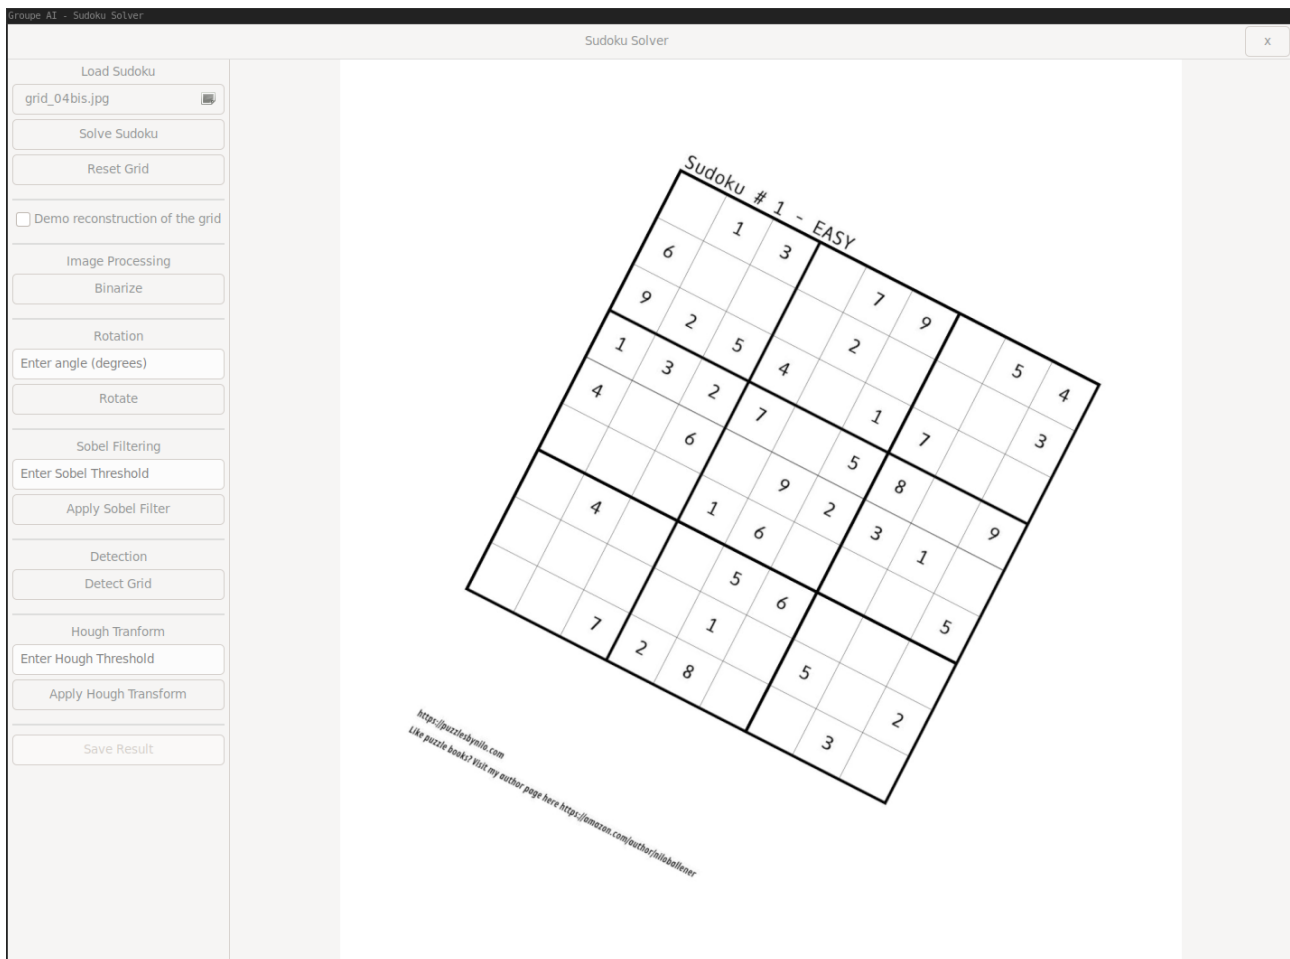 Groupe AI - Sudoku Solver
Sudoku Solver
x
Load Sudoku
grid_04bis.jpg
Solve Sudoku
Reset Grid
Demo reconstruction of the grid
Image Processing
Binarize
Rotation
Enter angle (degrees)
Rotate
Sobel Filtering
Enter Sobel Threshold
Apply Sobel Filter
Detection
Detect Grid
Hough Tranform
Enter Hough Threshold
Apply Hough Transform
Save Result
Sudoku # 1 - EASY
1 3 7 9 5 4
6 2 3
9 2 5 4 1 7
1 3 2 7 5 8 9
4 6 9 2 3 1
1 6 5
4 5 6
1 5 2
7 2 8 3
https://puzzlesbynilo.com
Like puzzle books? Visit my author page here https://amazon.com/author/niloballener